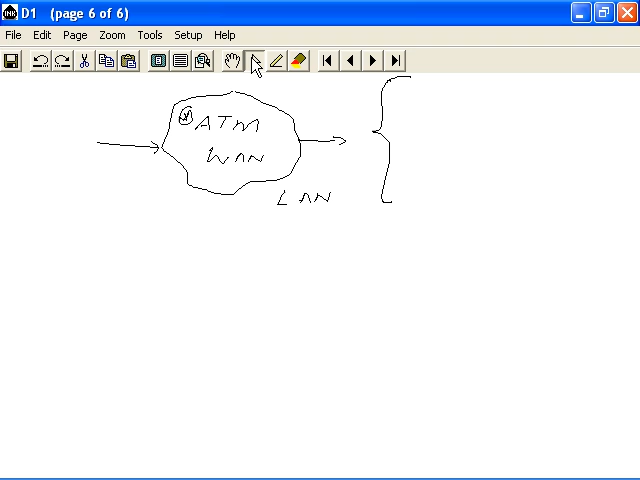 D1 (page 6 of 6)
File Edit Page Zoom Tools Setup Help
ATM
WAN
LAN